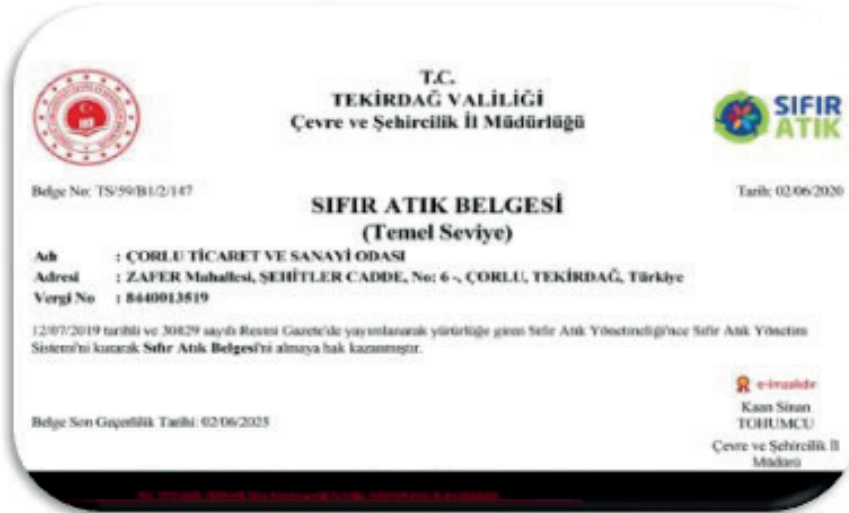 T.C.
TEKİRDAĞ VALİLİĞİ
Çevre ve Şehircilik İl Müdürlüğü
SIFIR
ATIK
Belge No: TS/59/B1/2/147
Tarih: 02/06/2020
SIFIR ATIK BELGESİ
(Temel Seviye)
Adı : ÇORLU TİCARET VE SANAYİ ODASI
Adresi : ZAFER Mahallesi, ŞEHİTLER CADDE, No: 6 -, ÇORLU, TEKİRDAĞ, Türkiye
Vergi No : 8440013519
12/07/2019 tarihli ve 30829 sayılı Resmi Gazete'de yayımlanarak yürürlüğe giren Sıfır Atık Yönetmeliği'nce Sıfır Atık Yönetim
Sistemi'ni kurarak Sıfır Atık Belgesi'ni almaya hak kazanmıştır.
e-imzalıdır
Kaan Sinan
TOHUMCU
Belge Son Geçerlilik Tarihi: 02/06/2025
Çevre ve Şehircilik İl
Müdürü